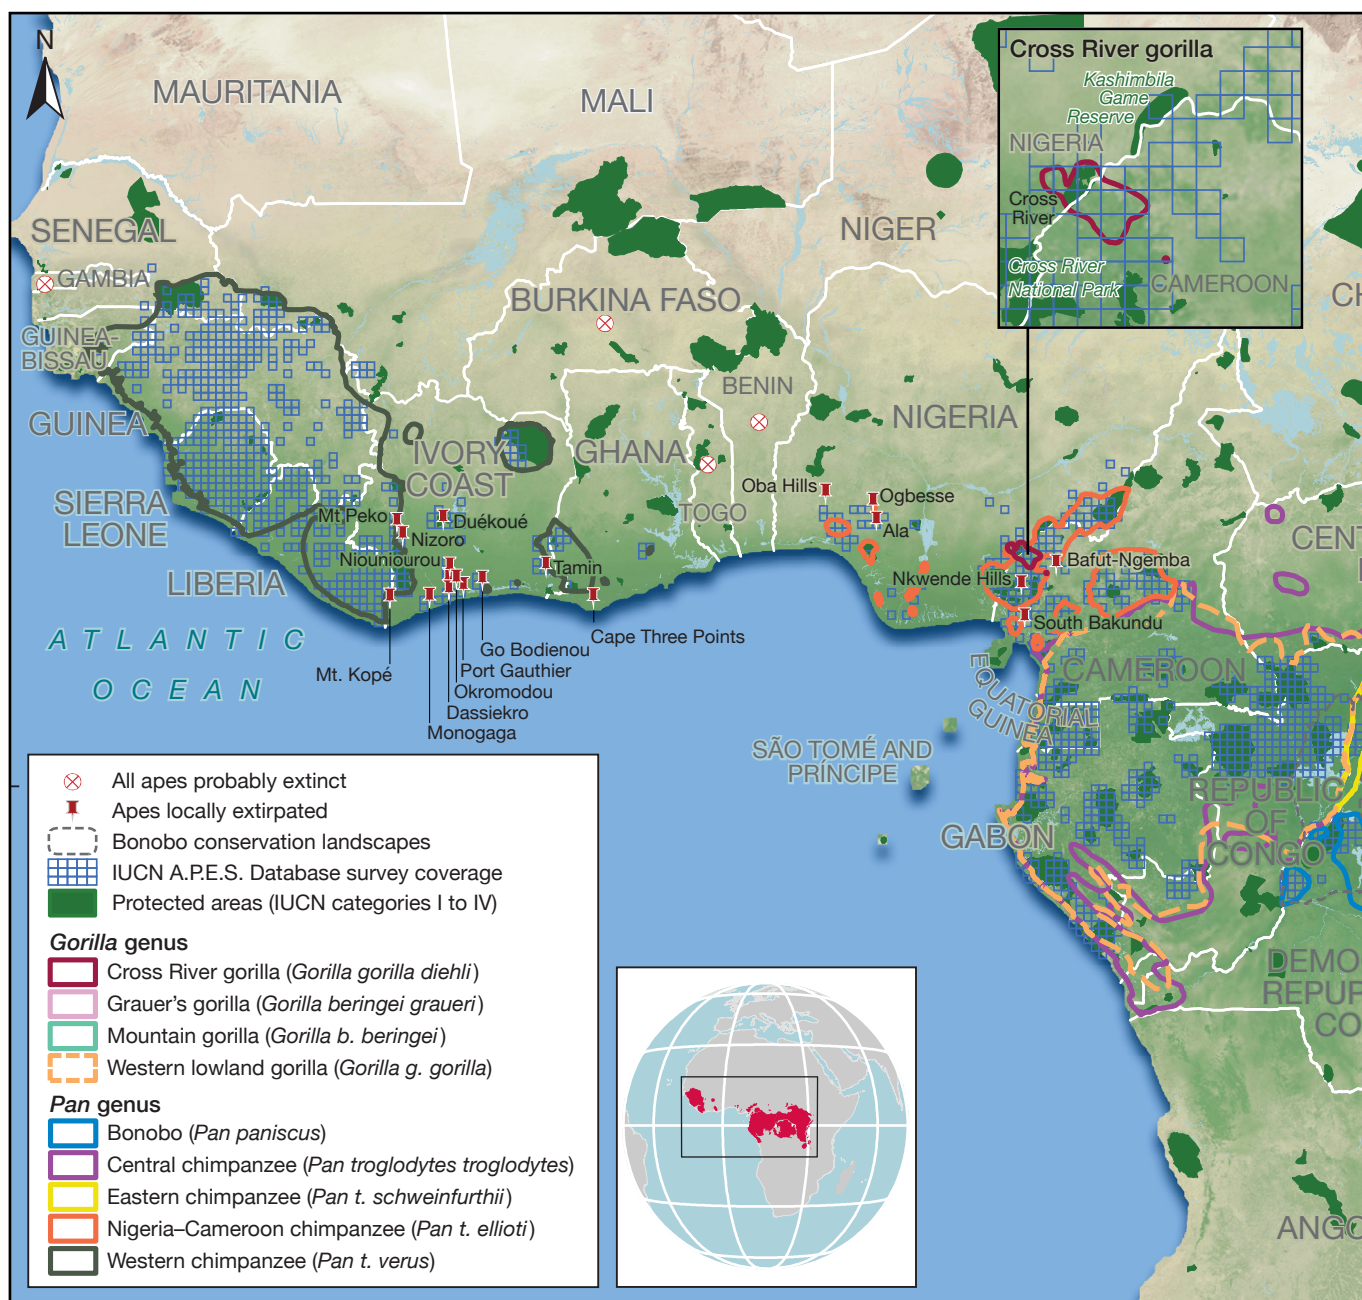 N
MAURITANIA
MALI
NIGER
SENEGAL
GAMBIA
GUINEA-
BISSAU
GUINEA
SIERRA
LEONE
LIBERIA
BURKINA FASO
IVORY
COAST
GHANA
TOGO
BENIN
NIGERIA
CAMEROON
EQUATORIAL
GUINEA
SÃO TOMÉ AND
PRÍNCIPE
GABON
REPUBLIC
OF
CONGO
CH
CENT
DEMO
REPUB
CO
ANGO
ATLANTIC
OCEAN
Cross River gorilla
Kashimbila
Game
Reserve
NIGERIA
Cross
River
Cross River
National Park
CAMEROON
Oba Hills
Ogbesse
Ala
Nkwende Hills
Bafut-Ngemba
South Bakundu
Mt Peko
Duékoué
Nizoro
Niouniourou
Tamin
Cape Three Points
Go Bodienou
Port Gauthier
Okromodou
Dassiekro
Monogaga
Mt. Kopé
All apes probably extinct
Apes locally extirpated
Bonobo conservation landscapes
IUCN A.P.E.S. Database survey coverage
Protected areas (IUCN categories I to IV)
Gorilla genus
Cross River gorilla (Gorilla gorilla diehli)
Grauer's gorilla (Gorilla beringei graueri)
Mountain gorilla (Gorilla b. beringei)
Western lowland gorilla (Gorilla g. gorilla)
Pan genus
Bonobo (Pan paniscus)
Central chimpanzee (Pan troglodytes troglodytes)
Eastern chimpanzee (Pan t. schweinfurthii)
Nigeria–Cameroon chimpanzee (Pan t. ellioti)
Western chimpanzee (Pan t. verus)